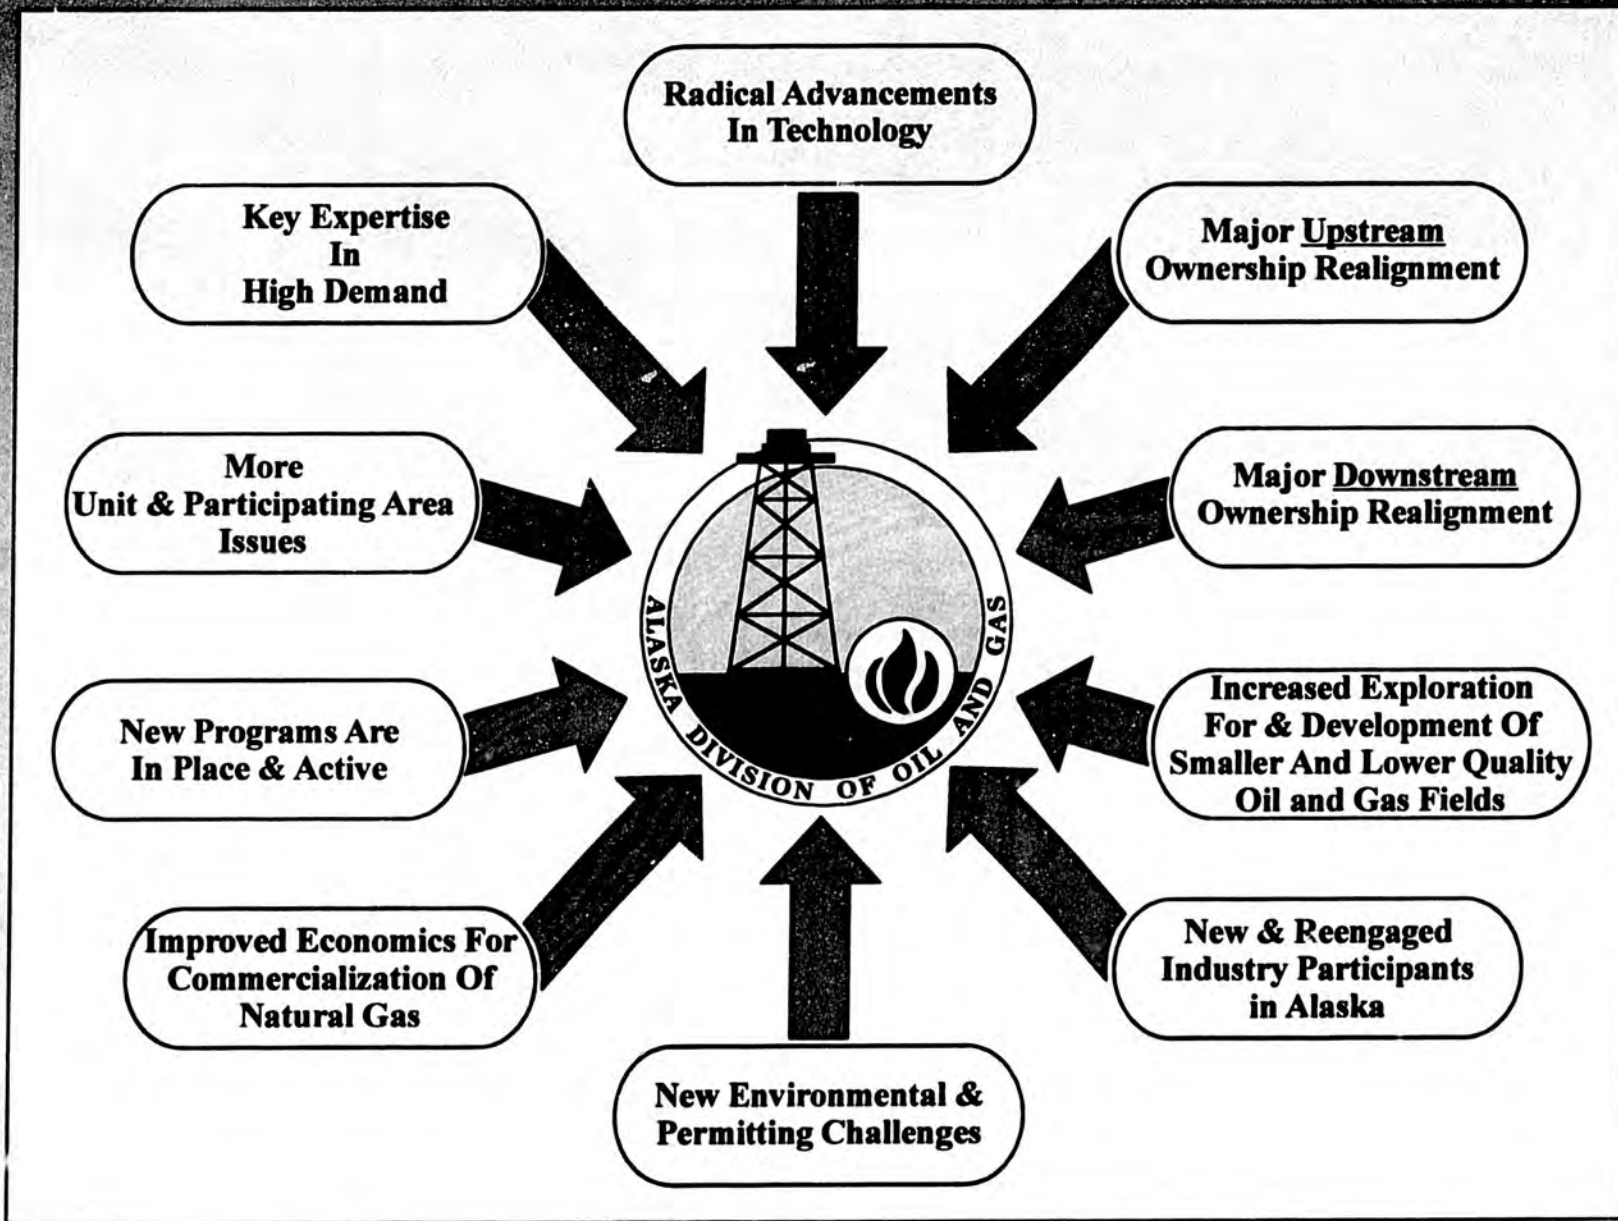 Radical Advancements
In Technology
Key Expertise
In
High Demand
Major Upstream
Ownership Realignment
More
Unit & Participating Area
Issues
Major Downstream
Ownership Realignment
ALASKA DIVISION OF OIL AND GAS
New Programs Are
In Place & Active
Increased Exploration
For & Development Of
Smaller And Lower Quality
Oil and Gas Fields
Improved Economics For
Commercialization Of
Natural Gas
New & Reengaged
Industry Participants
in Alaska
New Environmental &
Permitting Challenges